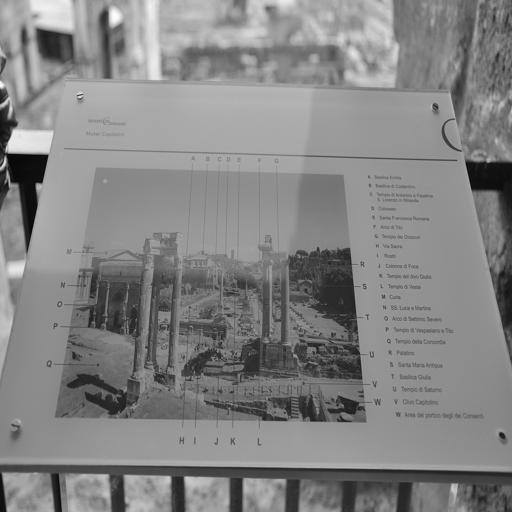 Musei Capitolini
A B C D E F G
A Basilica Emilia
B Basilica di Costantino
C Tempio di Antonino e Faustina
S. Lorenzo in Miranda
D Colosseo
E Santa Francesca Romana
F Arco di Tito
G Tempio dei Dioscuri
H Via Sacra
I Rostri
J Colonna di Foca
K Tempio del divo Giulio
L Tempio di Vesta
M Curia
N SS. Luca e Martina
O Arco di Settimio Severo
P Tempio di Vespasiano e Tito
Q Tempio della Concordia
R Palatino
S Santa Maria Antiqua
T Basilica Giulia
U Tempio di Saturno
V Clivo Capitolino
W Area del portico degli dei Consenti
M
N
O
P
Q
R
S
T
U
V
W
H I J K L